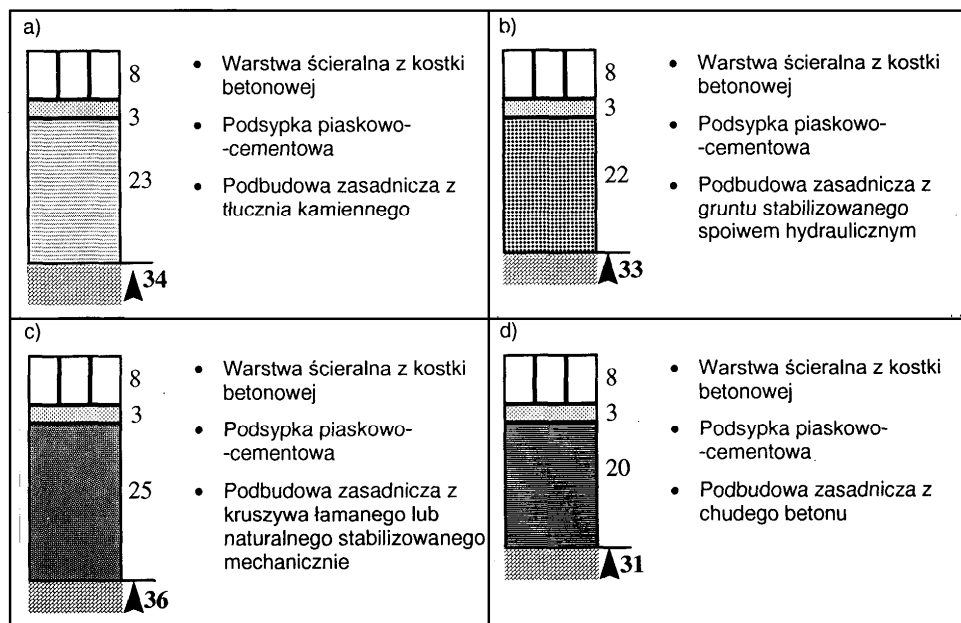 a)
8
3
23
34
• Warstwa ścieralna z kostki
betonowej
• Podsypka piaskowo-
-cementowa
• Podbudowa zasadnicza z
tłucznia kamiennego
b)
8
3
22
33
• Warstwa ścieralna z kostki
betonowej
• Podsypka piaskowo-
-cementowa
• Podbudowa zasadnicza z
gruntu stabilizowanego
spoiwem hydraulicznym
c)
8
3
25
36
• Warstwa ścieralna z kostki
betonowej
• Podsypka piaskowo-
-cementowa
• Podbudowa zasadnicza z
kruszywa łamanego lub
naturalnego stabilizowanego
mechanicznie
d)
8
3
20
31
• Warstwa ścieralna z kostki
betonowej
• Podsypka piaskowo-
-cementowa
• Podbudowa zasadnicza z
chudego betonu